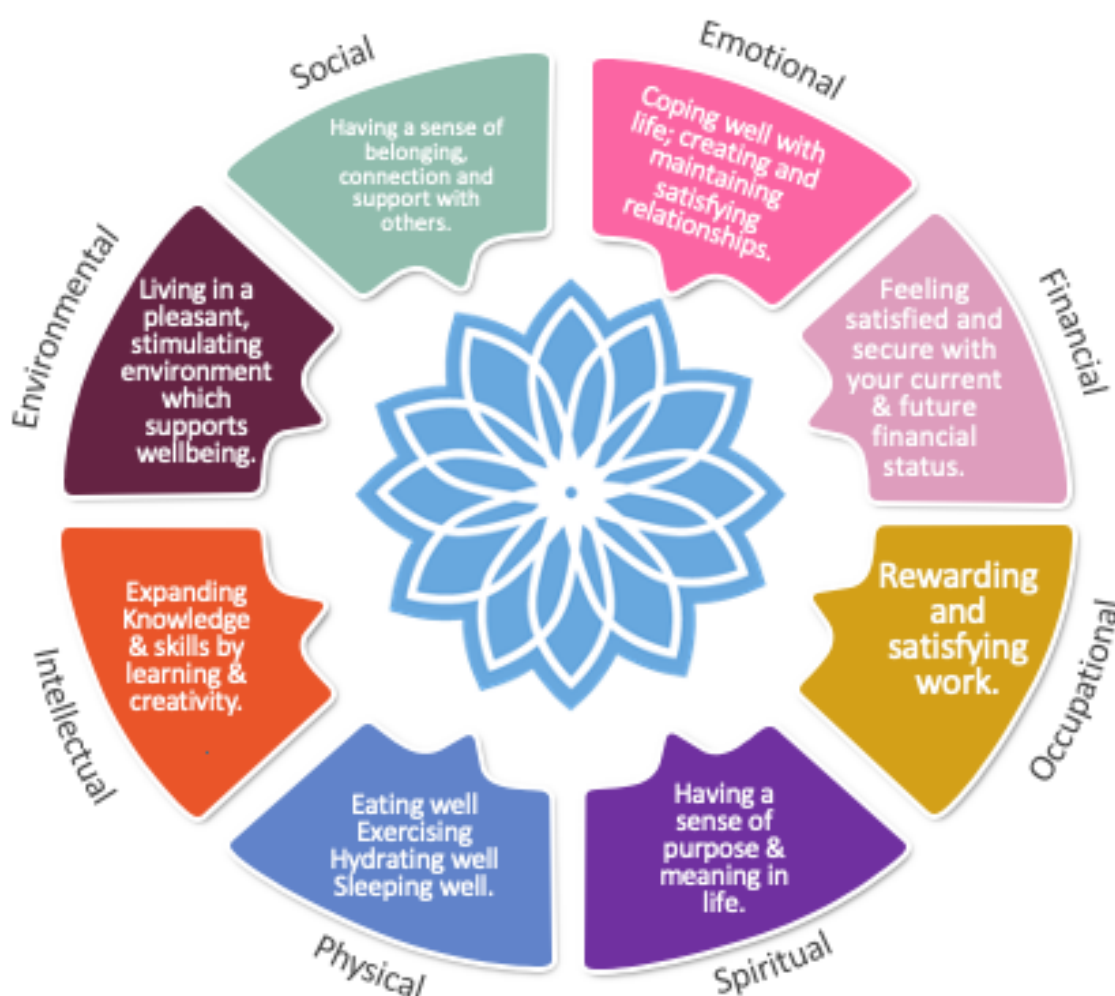 Social
Having a sense of
belonging,
connection and
support with
others.
Emotional
Coping well with
life; creating and
maintaining
satisfying
relationships.
Financial
Feeling
satisfied and
secure with
your current
& future
financial
status.
Occupational
Rewarding
and
satisfying
work.
Spiritual
Having a
sense of
purpose &
meaning in
life.
Physical
Eating well
Exercising
Hydrating well
Sleeping well.
Intellectual
Expanding
Knowledge
& skills by
learning &
creativity.
.
Environmental
Living in a
pleasant,
stimulating
environment
which
supports
wellbeing.